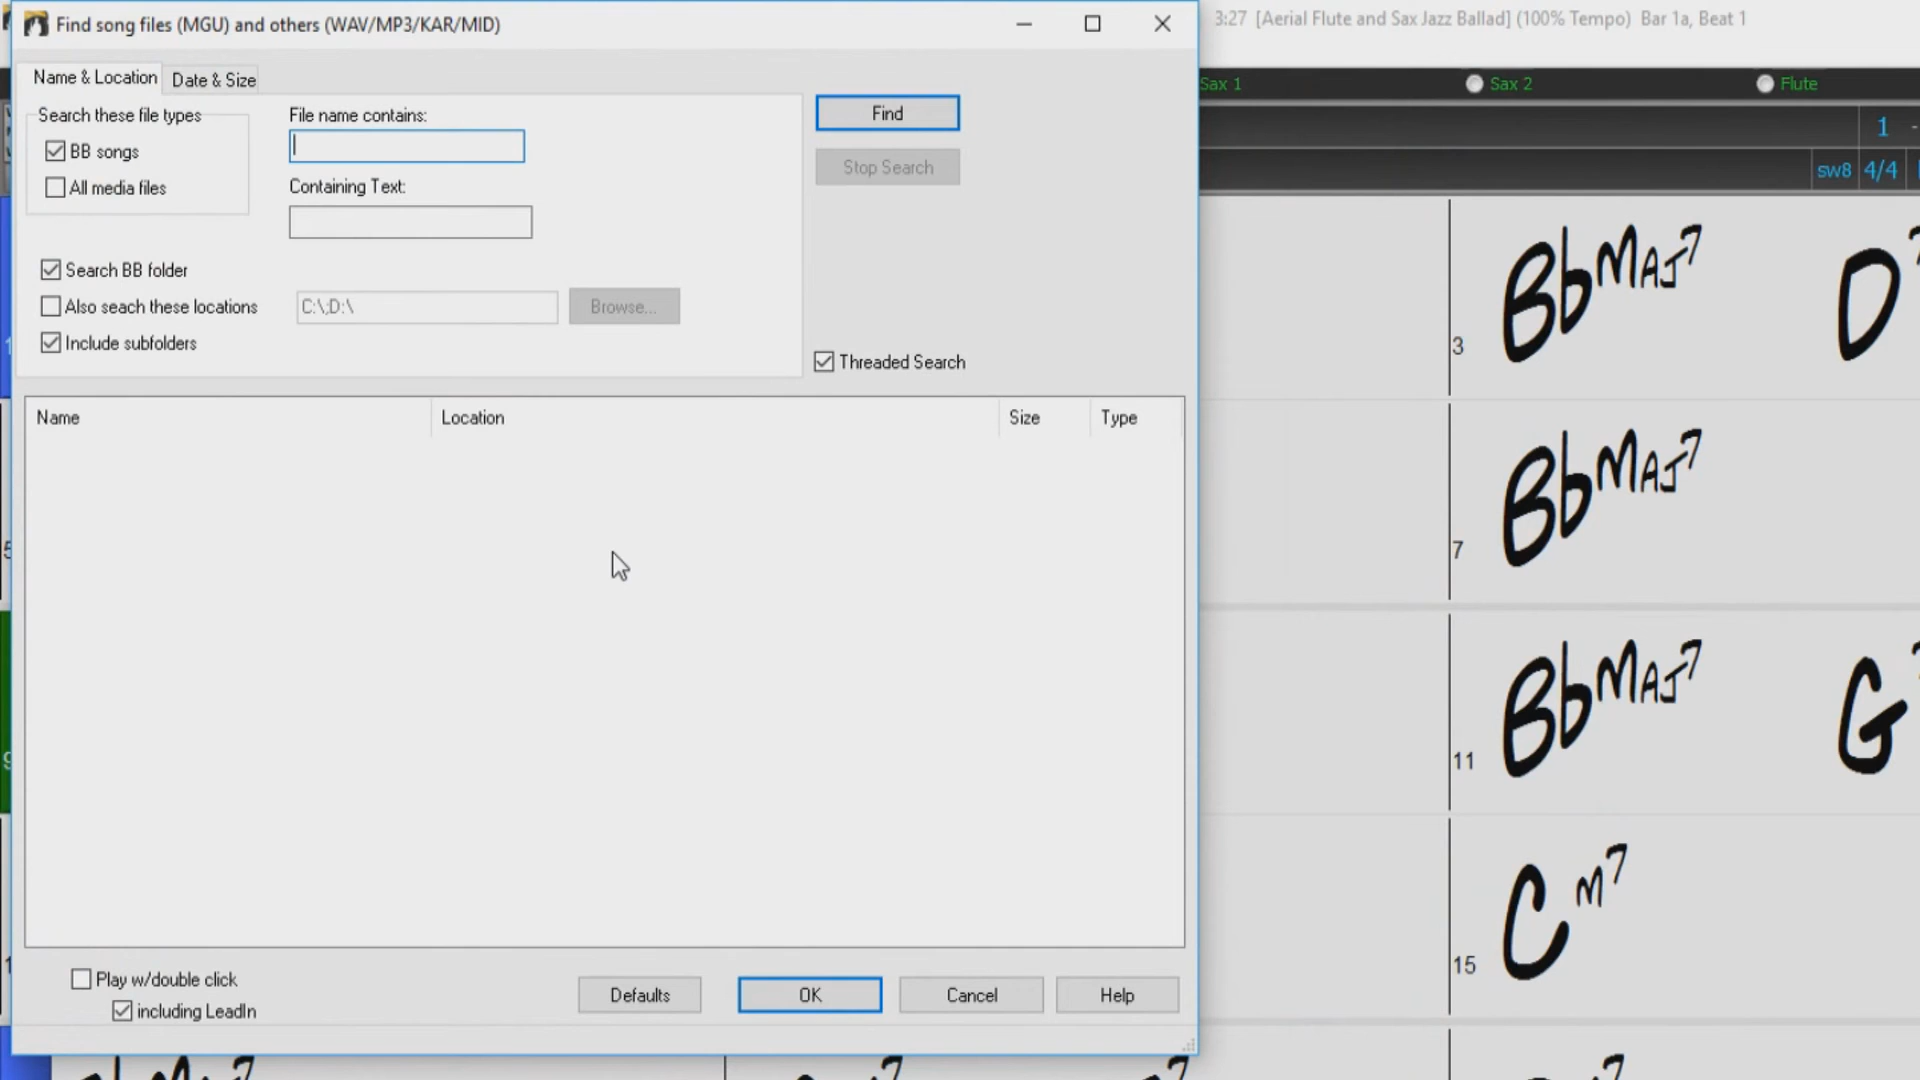 Find song files (MGU) and others (WAV/MP3/KAR/MID)
3:27 [Aerial Flute and Sax Jazz Ballad] (100% Tempo) Bar 1a, Beat 1
Name & Location
Date & Size
Sax 1
Sax 2
Flute
Search these file types
File name contains:
Find
1
BB songs
Stop Search
sw8
4/4
All media files
Containing Text:
Search BB folder
Also seach these locations
C:\;D:\
Browse...
Include subfolders
Threaded Search
3
BbMAJ7
D
Name
Location
Size
Type
7
BbMAJ7
11
BbMAJ7
G
15
Cm7
Play w/double click
including LeadIn
Defaults
OK
Cancel
Help